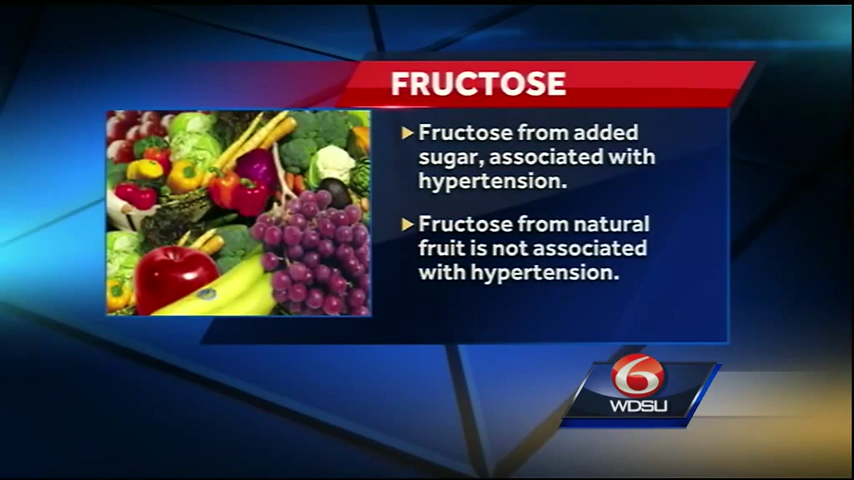 FRUCTOSE
Fructose from added
sugar, associated with
hypertension.
Fructose from natural
fruit is not associated
with hypertension.
6
WDSU